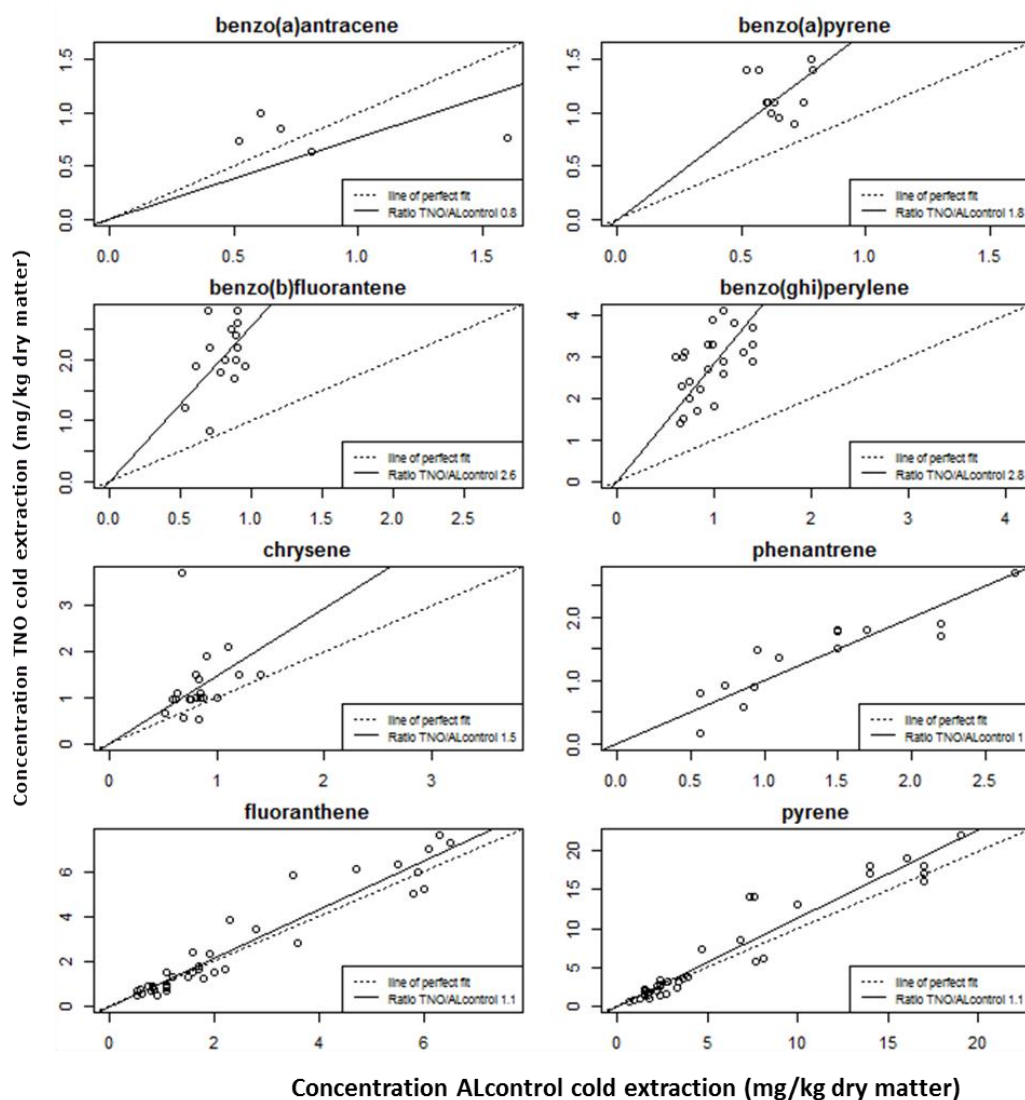 benzo(a)antracene
0.0 0.5 1.0 1.5
line of perfect fit
Ratio TNO/ALcontrol 0.8
0.0 0.5 1.0 1.5
benzo(a)pyrene
0.0 0.5 1.0 1.5
line of perfect fit
Ratio TNO/ALcontrol 1.8
0.0 0.5 1.0 1.5
benzo(b)fluorantene
0.0 1.0 2.0
line of perfect fit
Ratio TNO/ALcontrol 2.6
0.0 0.5 1.0 1.5 2.0 2.5
benzo(ghi)perylene
0 1 2 3 4
line of perfect fit
Ratio TNO/ALcontrol 2.8
0 1 2 3 4
chrysene
0 1 2 3
line of perfect fit
Ratio TNO/ALcontrol 1.5
0 1 2 3
phenantrene
0.0 1.0 2.0
line of perfect fit
Ratio TNO/ALcontrol 1
0.0 0.5 1.0 1.5 2.0 2.5
fluoranthene
0 2 4 6
line of perfect fit
Ratio TNO/ALcontrol 1.1
0 2 4 6
pyrene
0 5 10 15 20
line of perfect fit
Ratio TNO/ALcontrol 1.1
0 5 10 15 20
Concentration TNO cold extraction (mg/kg dry matter)
Concentration ALcontrol cold extraction (mg/kg dry matter)